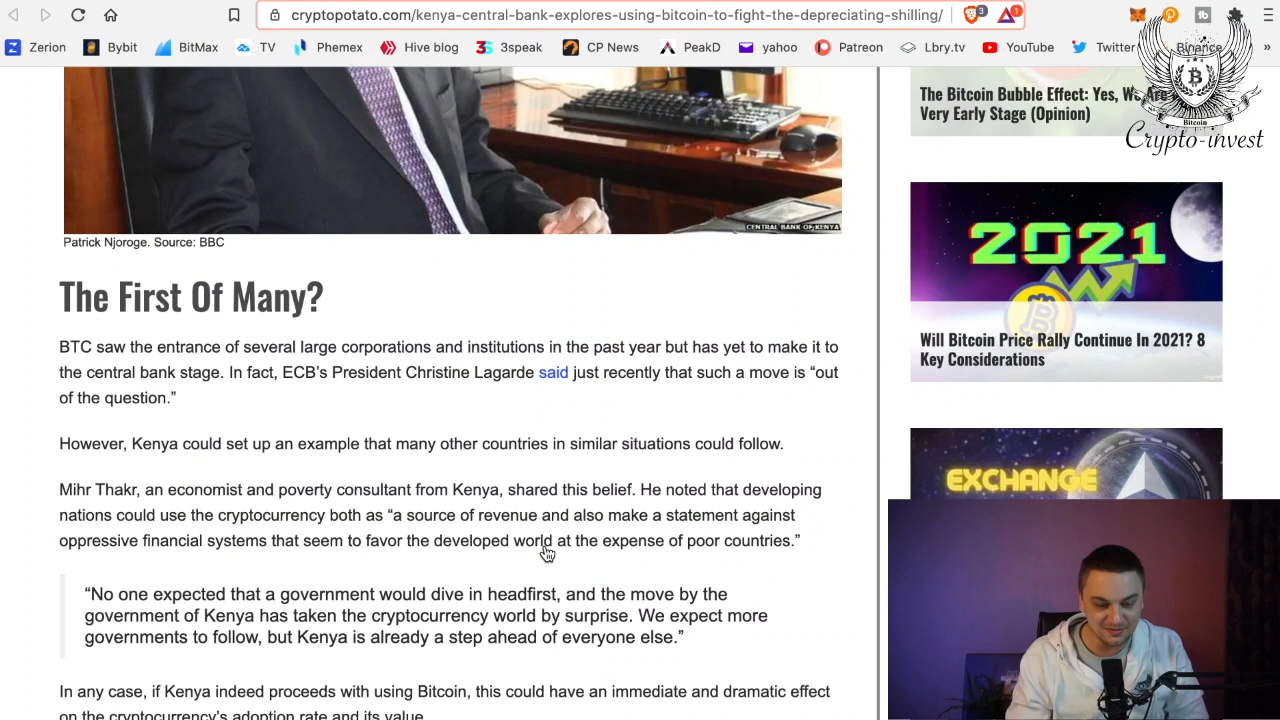 cryptopotato.com/kenya-central-bank-explores-using-bitcoin-to-fight-the-depreciating-shilling/
3
1
Zerion
Bybit
BitMax
TV
Phemex
Hive blog
3speak
CP News
PeakD
yahoo
Patreon
Lbry.tv
YouTube
Twitter
Binance
»
Bitcoin
Crypto-invest
CENTRAL BANK OF KENYA
Patrick Njoroge. Source: BBC
The First Of Many?
BTC saw the entrance of several large corporations and institutions in the past year but has yet to make it to
the central bank stage. In fact, ECB’s President Christine Lagarde said just recently that such a move is “out
of the question.”
However, Kenya could set up an example that many other countries in similar situations could follow.
Mihr Thakr, an economist and poverty consultant from Kenya, shared this belief. He noted that developing
nations could use the cryptocurrency both as “a source of revenue and also make a statement against
oppressive financial systems that seem to favor the developed world at the expense of poor countries.”
“No one expected that a government would dive in headfirst, and the move by the
government of Kenya has taken the cryptocurrency world by surprise. We expect more
governments to follow, but Kenya is already a step ahead of everyone else.”
In any case, if Kenya indeed proceeds with using Bitcoin, this could have an immediate and dramatic effect
on the cryptocurrency’s adoption rate and its value.
The Bitcoin Bubble Effect: Yes, We Are
Very Early Stage (Opinion)
2021
Will Bitcoin Price Rally Continue In 2021? 8
Key Considerations
EXCHANGE